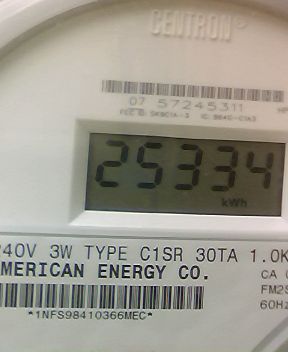 CENTRON®
07 57245311
25334
kWh
240V 3W TYPE C1SR 30TA 1.0K
AMERICAN ENERGY CO.
CA
FM2S
60Hz
*1NFS98410366MEC*